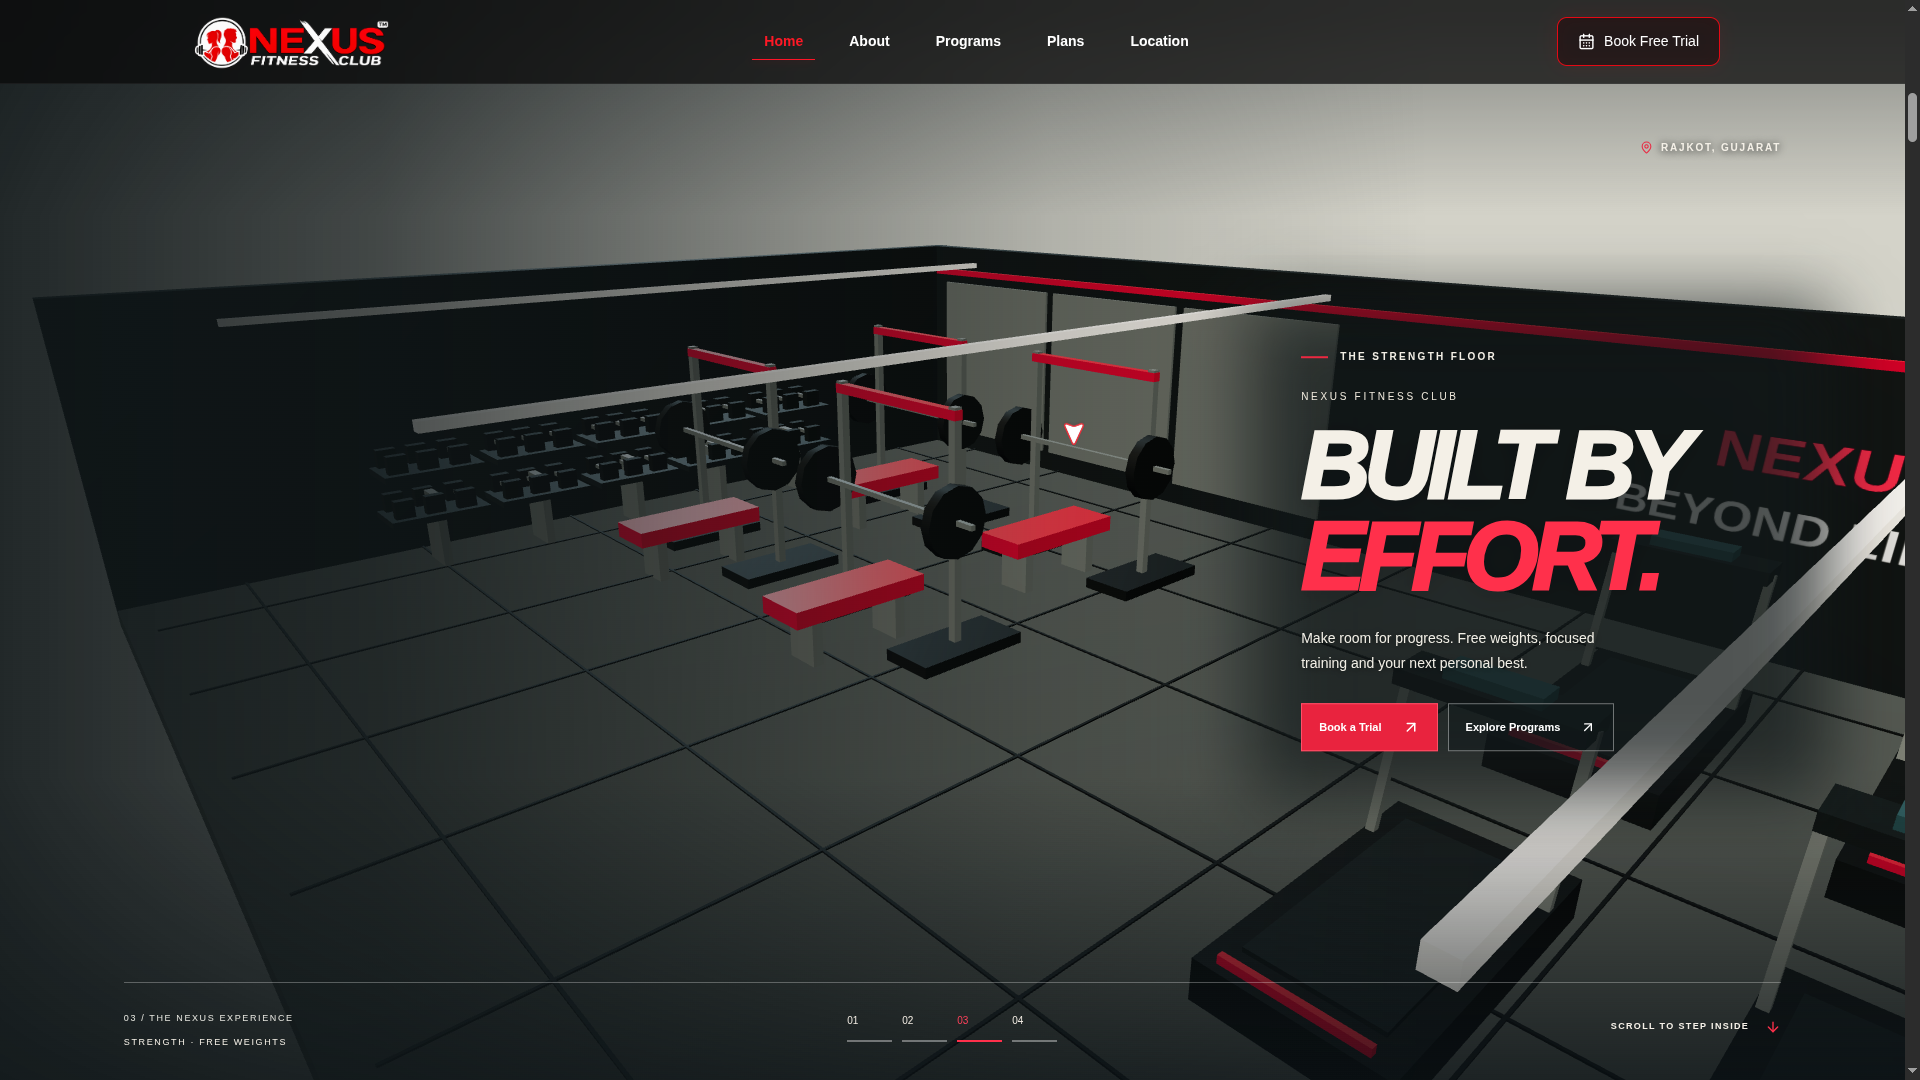 NEXUS TM
FITNESS CLUB
Home
About
Programs
Plans
Location
Book Free Trial
RAJKOT, GUJARAT
THE STRENGTH FLOOR
NEXUS FITNESS CLUB
BUILT BY
EFFORT.
NEXU
BEYOND LI
Make room for progress. Free weights, focused
training and your next personal best.
Book a Trial
Explore Programs
03 / THE NEXUS EXPERIENCE
STRENGTH · FREE WEIGHTS
01
02
03
04
SCROLL TO STEP INSIDE